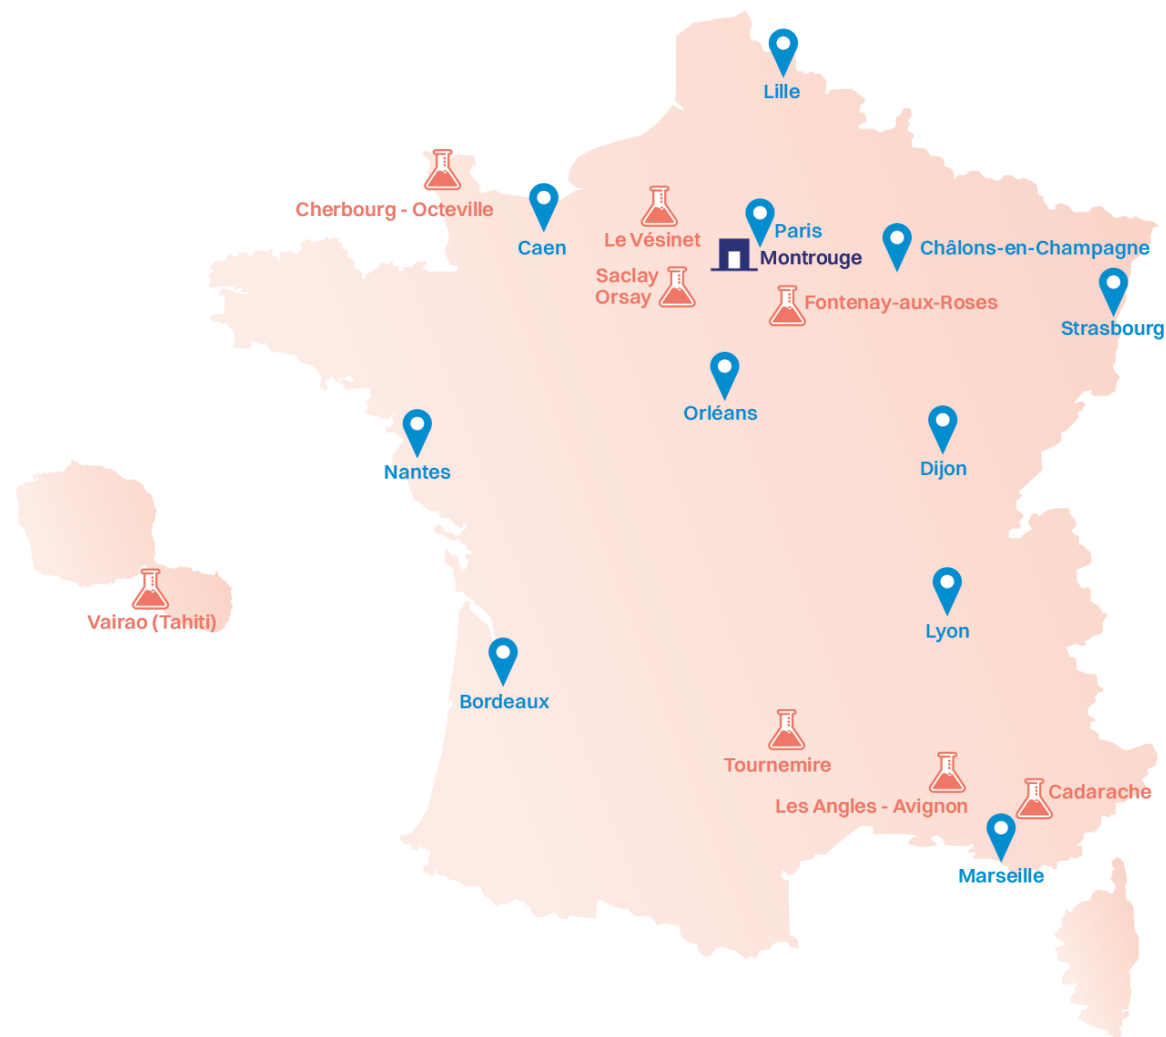 Lille
Cherbourg - Octeville
Caen
Le Vésinet
Paris
Montrouge
Châlons-en-Champagne
Saclay
Orsay
Fontenay-aux-Roses
Strasbourg
Orléans
Nantes
Dijon
Vairao (Tahiti)
Lyon
Bordeaux
Tournemire
Les Angles - Avignon
Cadarache
Marseille